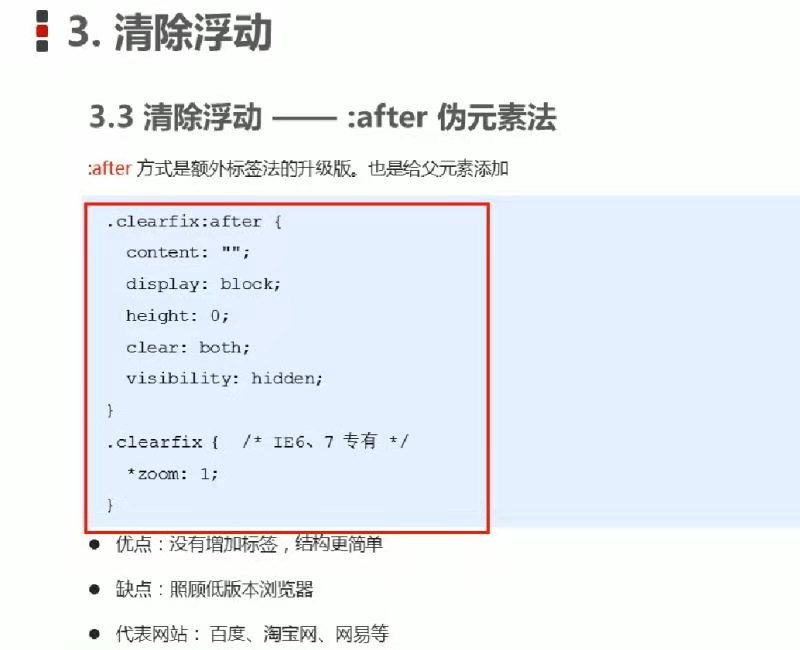 3. 清除浮动
3.3 清除浮动 —— :after 伪元素法
:after 方式是额外标签法的升级版。也是给父元素添加
.clearfix:after {
content: "";
display: block;
height: 0;
clear: both;
visibility: hidden;
}
.clearfix { /* IE6、7 专有 */
*zoom: 1;
}
● 优点：没有增加标签，结构更简单
● 缺点：照顾低版本浏览器
● 代表网站： 百度、淘宝网、网易等